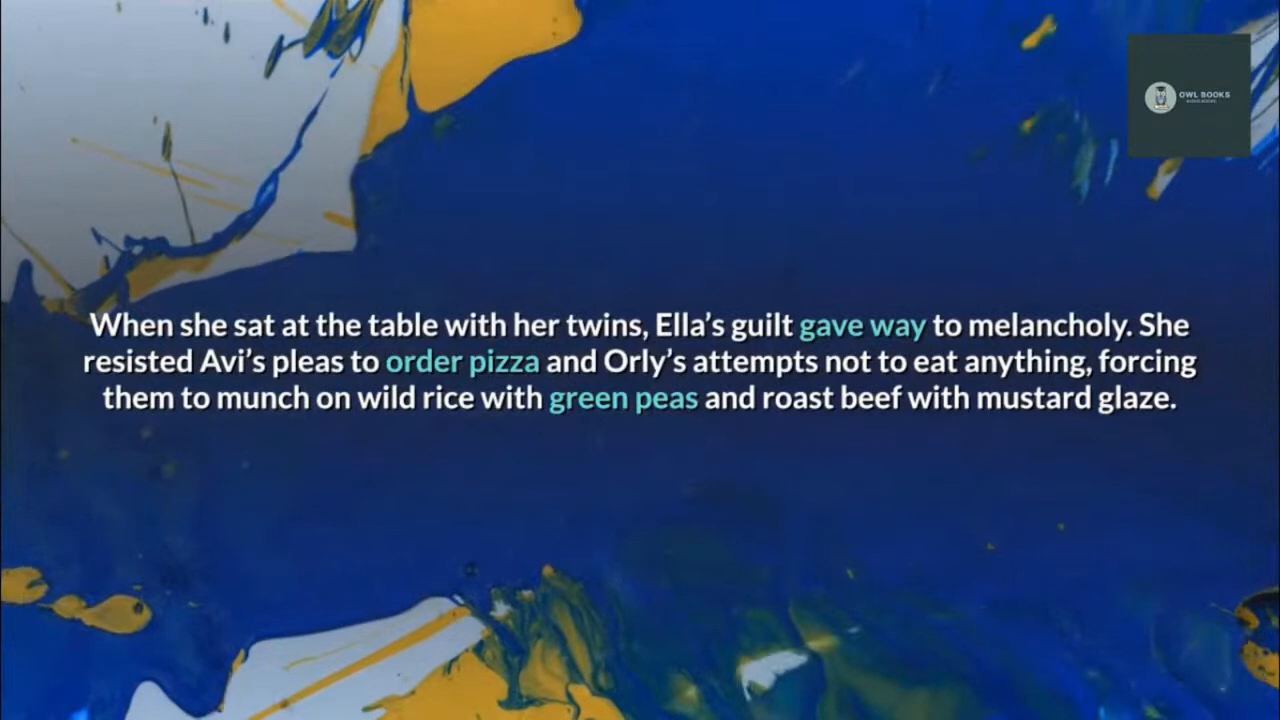 OWL BOOKS
When she sat at the table with her twins, Ella’s guilt gave way to melancholy. She
resisted Avi’s pleas to order pizza and Orly’s attempts not to eat anything, forcing
them to munch on wild rice with green peas and roast beef with mustard glaze.